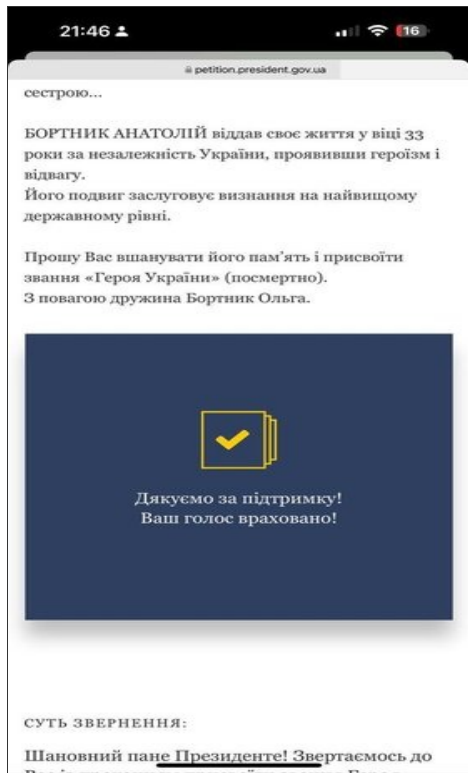 21:46
16
petition.president.gov.ua
сестрою...
БОРТНИК АНАТОЛІЙ віддав своє життя у віці 33
роки за незалежність України, проявивши героїзм і
відвагу.
Його подвиг заслуговує визнання на найвищому
державному рівні.
Прошу Вас вшанувати його пам’ять і присвоїти
звання «Героя України» (посмертно).
З повагою дружина Бортник Ольга.
Дякуємо за підтримку!
Ваш голос враховано!
СУТЬ ЗВЕРНЕННЯ:
Шановний пане Президенте! Звертаємось до